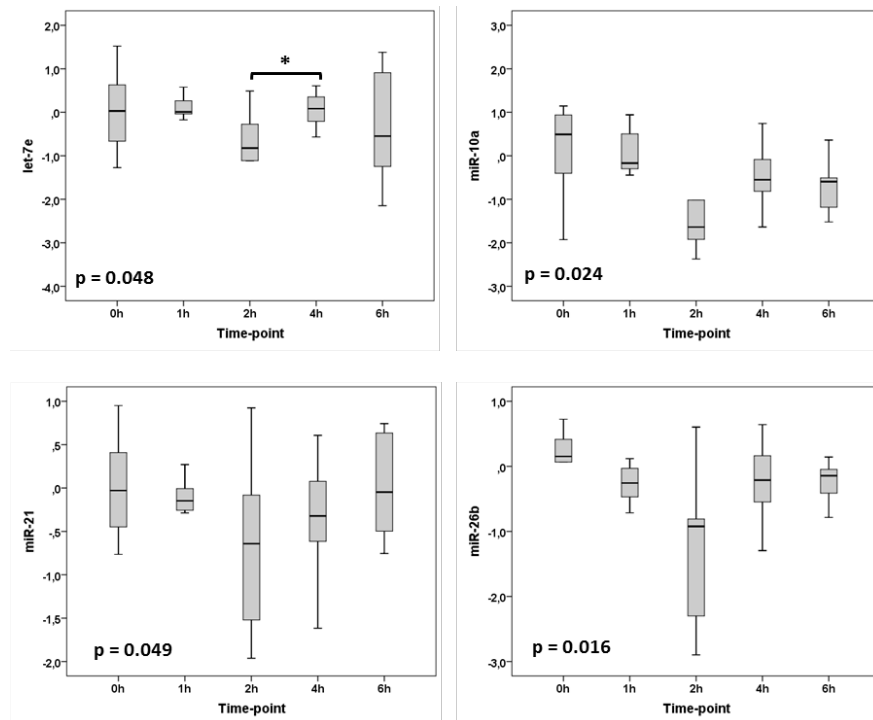 2,0
1,0
,0
-1,0
-2,0
-3,0
-4,0
let-7e
*
p = 0.048
0h 1h 2h 4h 6h
Time-point
3,0
2,0
1,0
,0
-1,0
-2,0
-3,0
miR-10a
p = 0.024
0h 1h 2h 4h 6h
Time-point
1,0
,5
,0
-,5
-1,0
-1,5
-2,0
miR-21
p = 0.049
0h 1h 2h 4h 6h
Time-point
1,0
,0
-1,0
-2,0
-3,0
miR-26b
p = 0.016
0h 1h 2h 4h 6h
Time-point